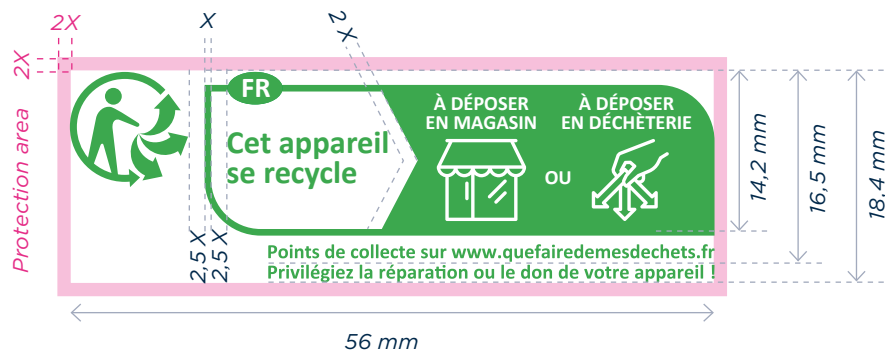 2X
X
2 X
2X
FR
À DÉPOSER
EN MAGASIN
À DÉPOSER
EN DÉCHÈTERIE
Cet appareil
se recycle
OU
Protection area
14,2 mm
16,5 mm
18.4 mm
2,5 X
2,5 X
Points de collecte sur www.quefairedemesdechets.fr
Privilégiez la réparation ou le don de votre appareil !
56 mm